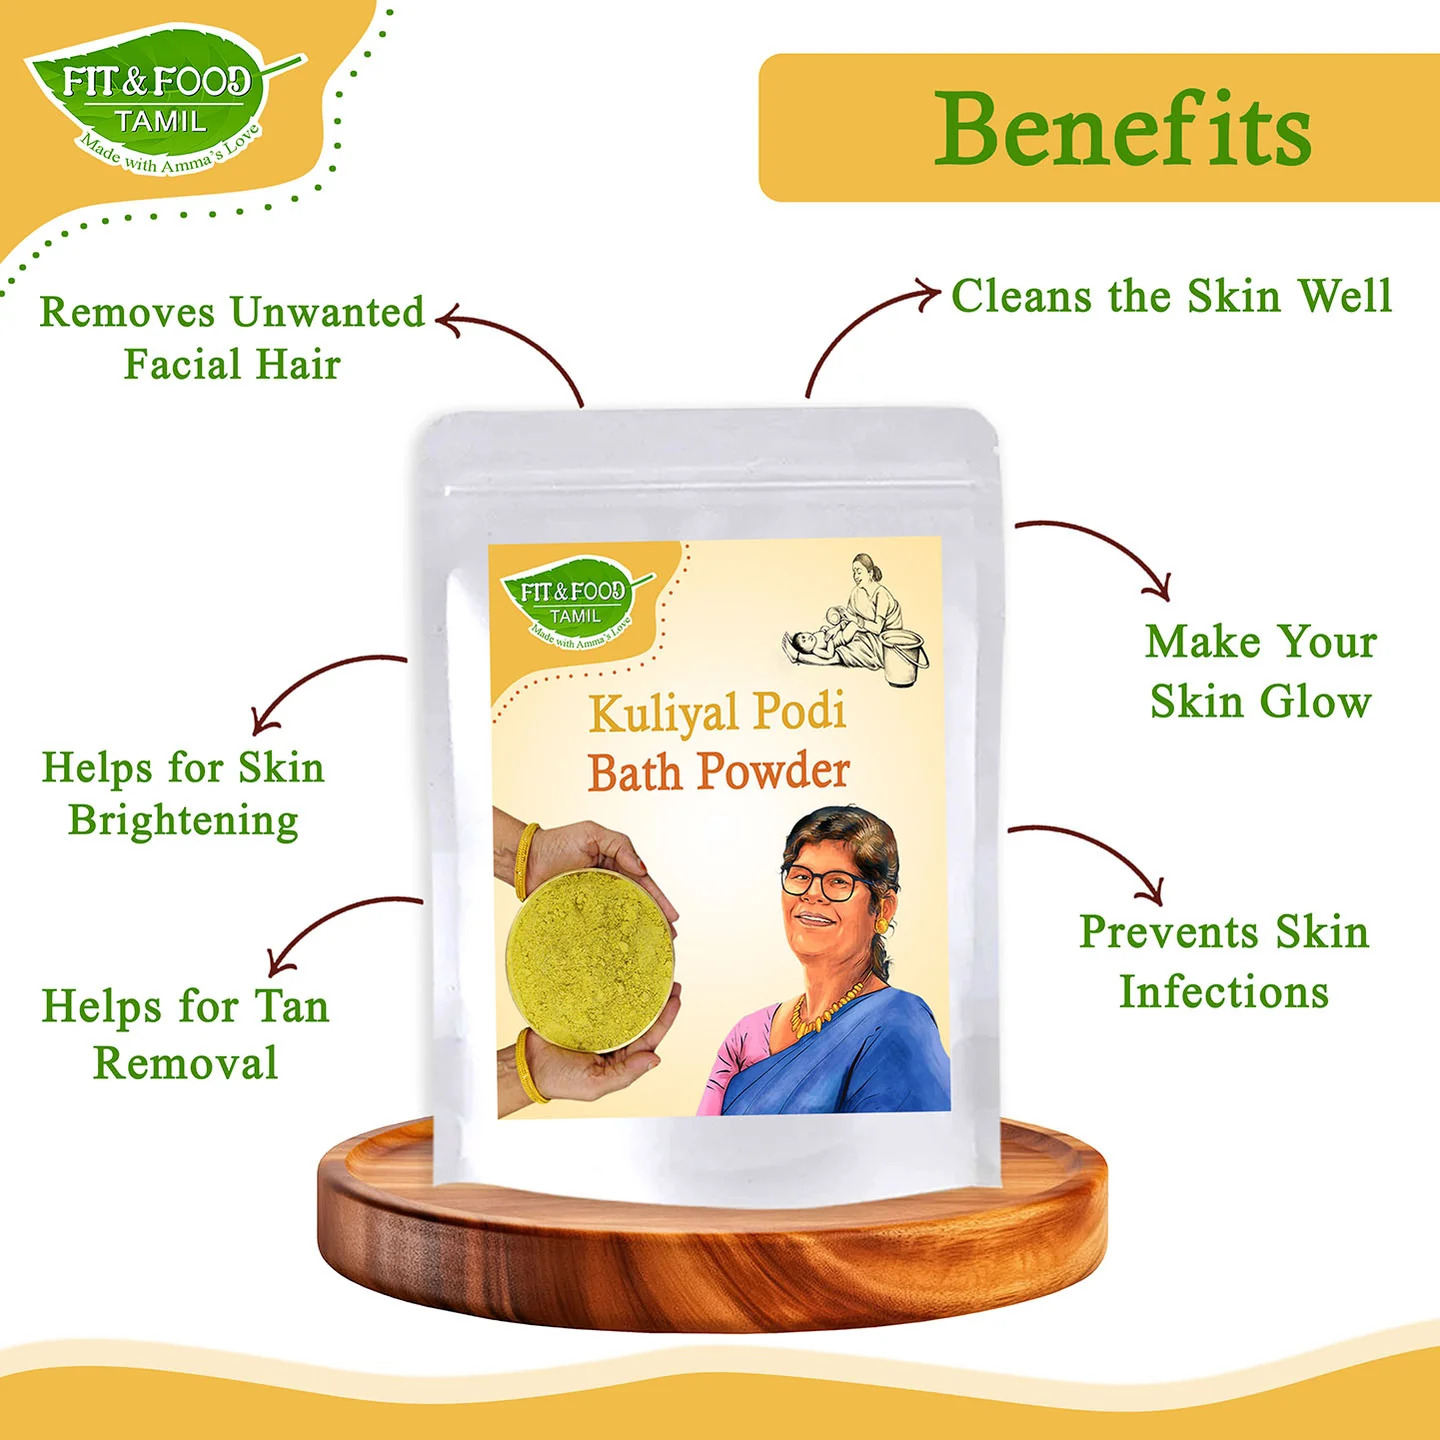 FIT & FOOD
TAMIL
Made with Amma's Love
Benefits
Removes Unwanted
Facial Hair
Cleans the Skin Well
Make Your
Skin Glow
Helps for Skin
Brightening
Prevents Skin
Infections
Helps for Tan
Removal
FIT & FOOD
TAMIL
Made with Amma's Love
Kuliyal Podi
Bath Powder